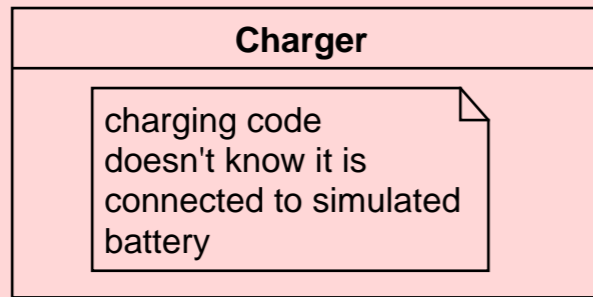 Charger
charging code
doesn't know it is
connected to simulated
battery